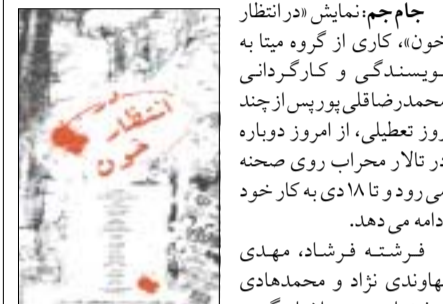 جام‌جم: نمایش «در انتظار
خون»، کاری از گروه میتا به
نویسندگی و کارگردانی
محمدرضا قلی‌پور پس از چند
روز تعطیلی، از امروز دوباره
در تالار محراب روی صحنه
می‌رود و تا ۱۸ دی به کار خود
ادامه می‌دهد.
فرشته فرشاد، مهدی
نهاوندی نژاد و محمدهادی
در
انتظار
خون